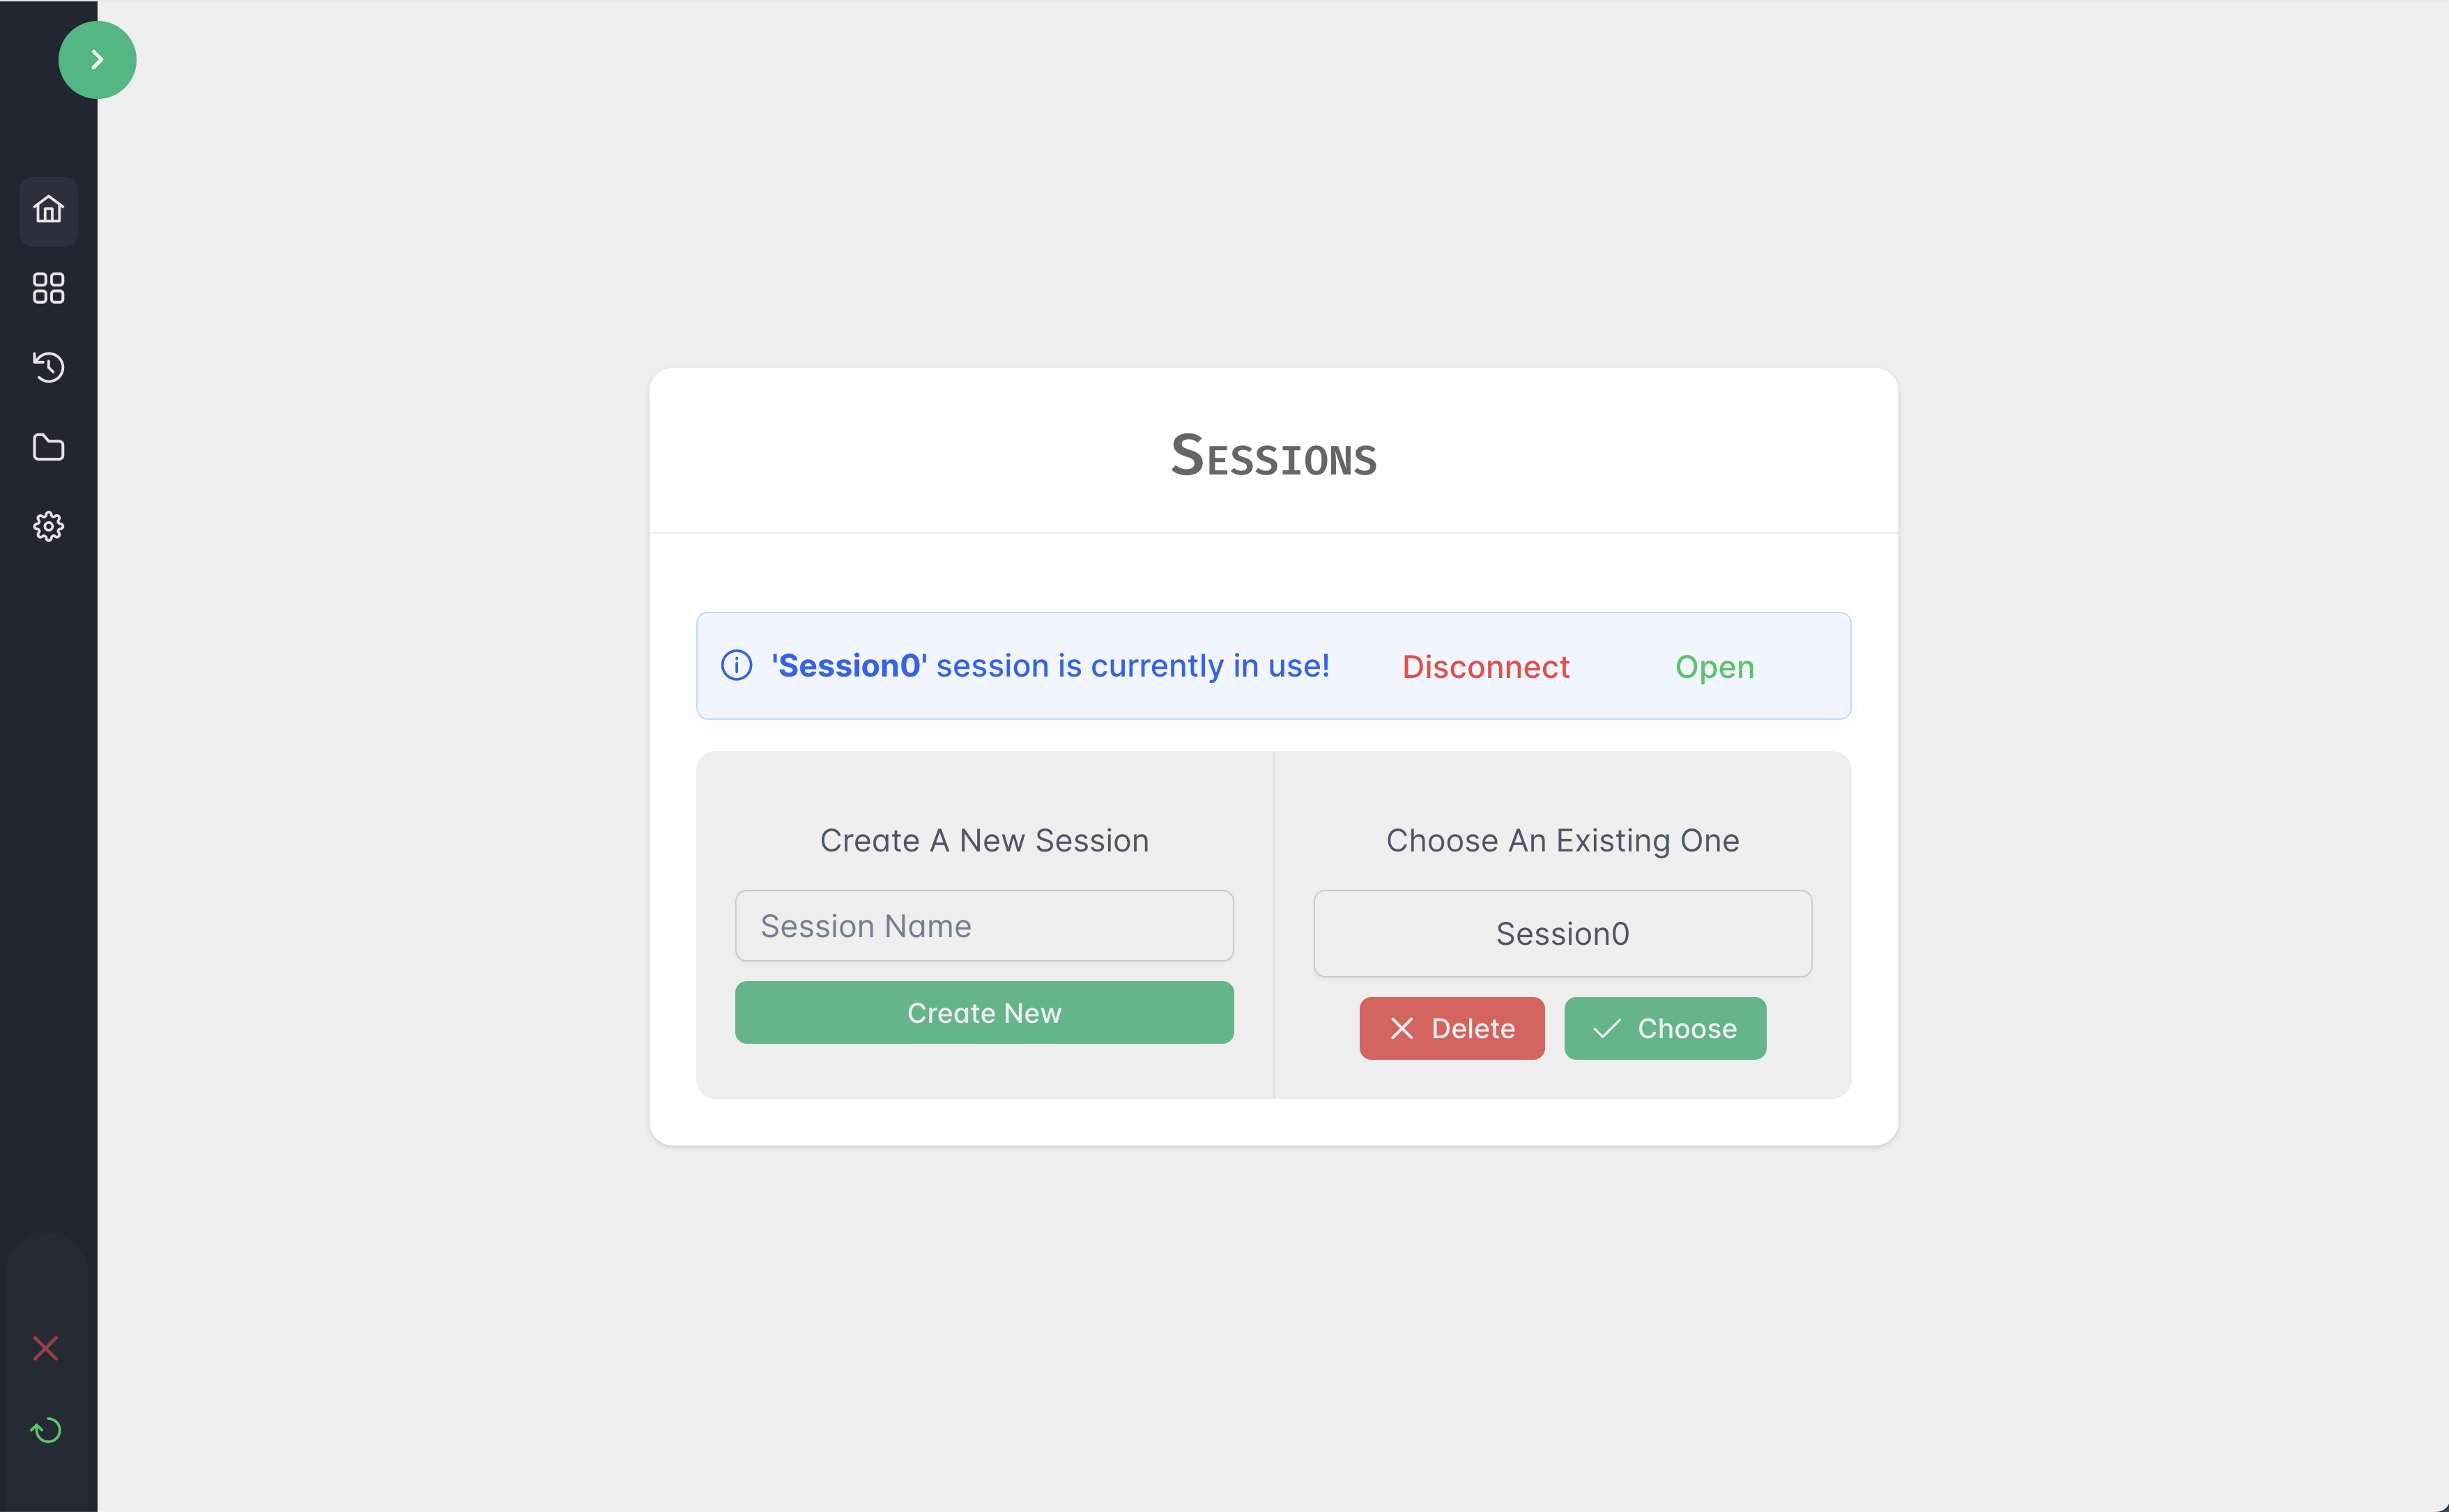 Sessions
'Session0' session is currently in use! Disconnect Open
Create A New Session
Session Name
Create New
Choose An Existing One
Session0
Delete Choose